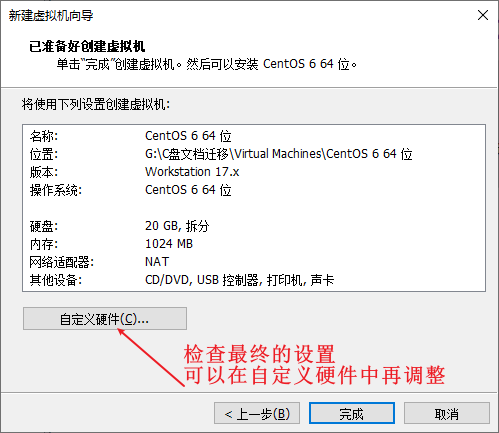 新建虚拟机向导
已准备好创建虚拟机
单击“完成”创建虚拟机。然后可以安装 CentOS 6 64 位。
将使用下列设置创建虚拟机:
名称: CentOS 6 64 位
位置: G:\C盘文档迁移\Virtual Machines\CentOS 6 64 位
版本: Workstation 17.x
操作系统: CentOS 6 64 位
硬盘: 20 GB, 拆分
内存: 1024 MB
网络适配器: NAT
其他设备: CD/DVD, USB 控制器, 打印机, 声卡
自定义硬件(C)...
检查最终的设置
可以在自定义硬件中再调整
< 上一步(B) 完成 取消